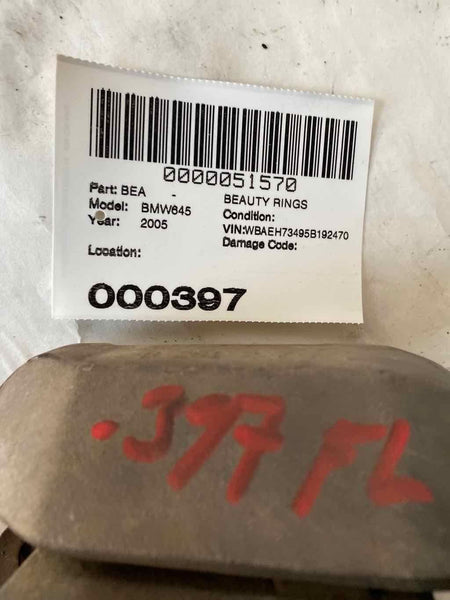 0000051570
Part: BEA - BEAUTY RINGS
Model: BMW645 Condition:
Year: 2005 VIN:WBAEH73495B192470
Damage Code:
Location:
000397
.397 FL